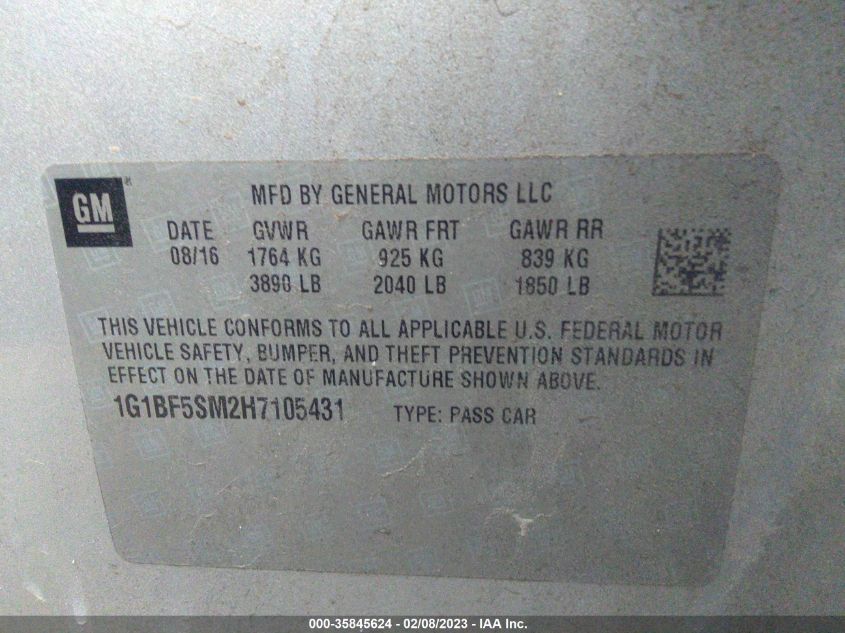 GM
MFD BY GENERAL MOTORS LLC
DATE GVWR GAWR FRT GAWR RR
08/16 1764 KG 925 KG 839 KG
3890 LB 2040 LB 1850 LB
THIS VEHICLE CONFORMS TO ALL APPLICABLE U.S. FEDERAL MOTOR
VEHICLE SAFETY, BUMPER, AND THEFT PREVENTION STANDARDS IN
EFFECT ON THE DATE OF MANUFACTURE SHOWN ABOVE.
1G1BF5SM2H7105431 TYPE: PASS CAR
000-35845624 - 02/08/2023 - IAA Inc.